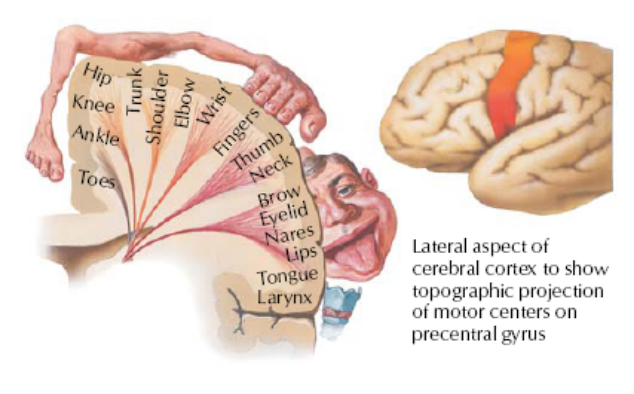 Hip
Knee
Ankle
Toes
Trunk
Shoulder
Elbow
Wrist
Fingers
Thumb
Neck
Brow
Eyelid
Nares
Lips
Tongue
Larynx
Lateral aspect of
cerebral cortex to show
topographic projection
of motor centers on
precentral gyrus